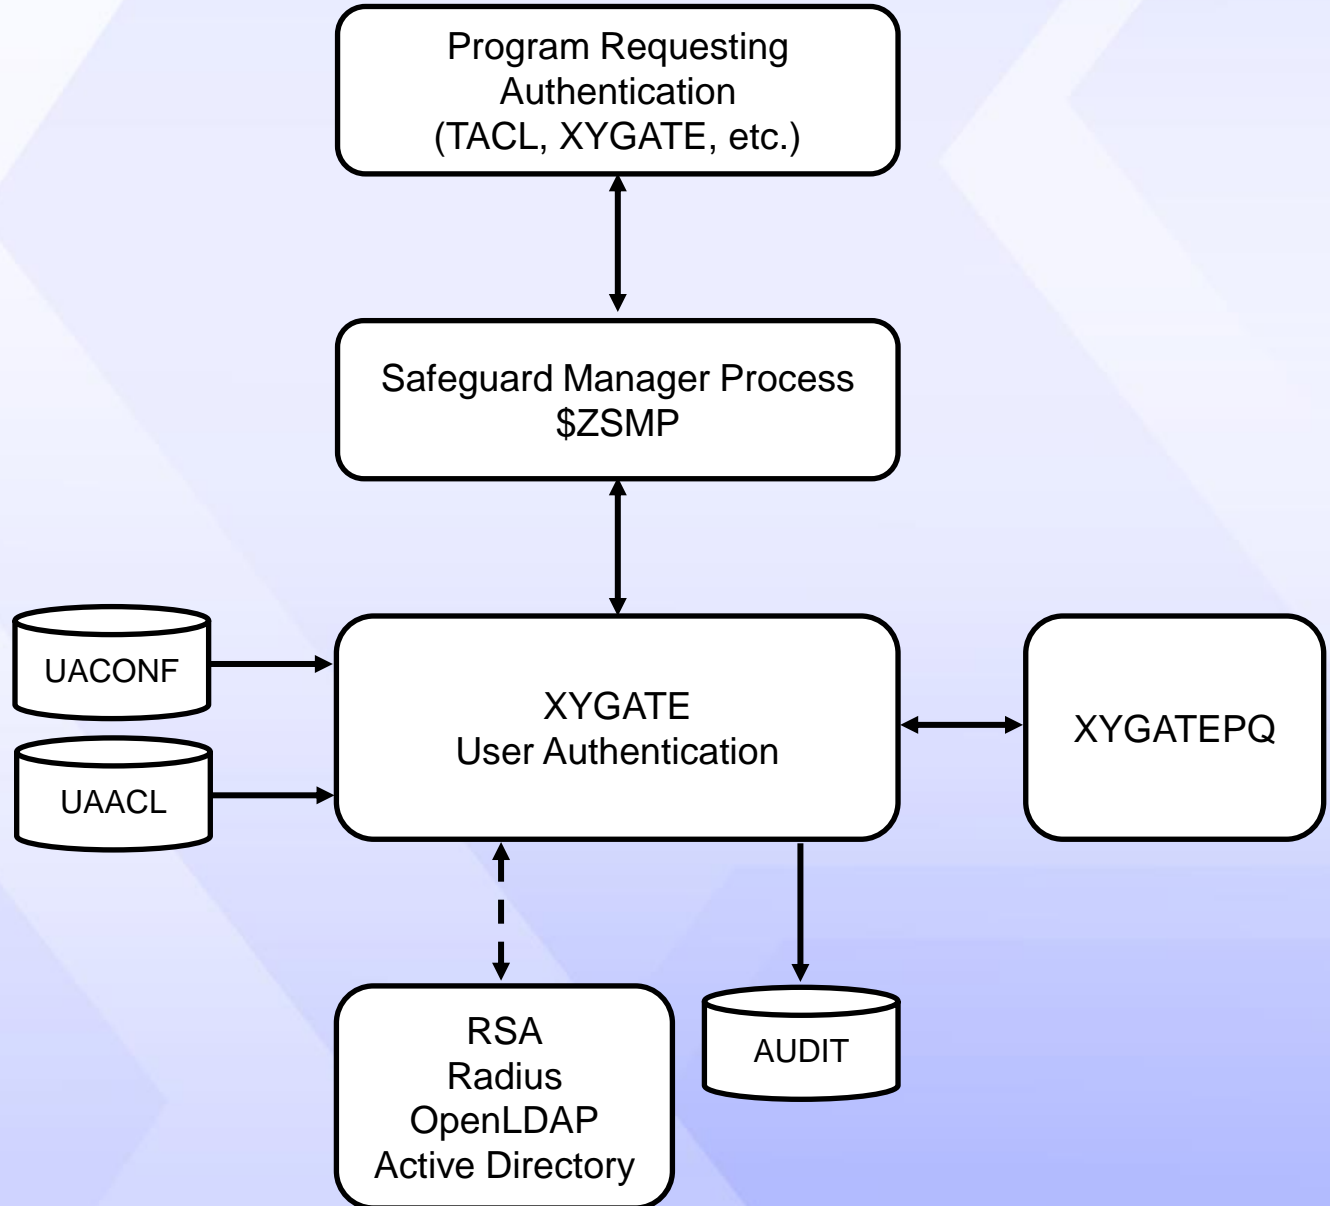 Program Requesting
Authentication
(TACL, XYGATE, etc.)
Safeguard Manager Process
$ZSMP
UACONF
UAACL
XYGATE
User Authentication
XYGATEPQ
RSA
Radius
OpenLDAP
Active Directory
AUDIT